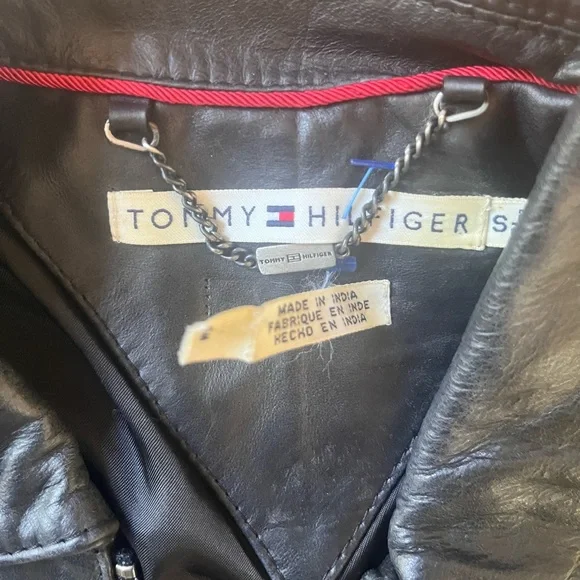 TOMMY HILFIGER S-
TOMMY HILFIGER
MADE IN INDIA
FABRIQUE EN INDE
HECHO EN INDIA